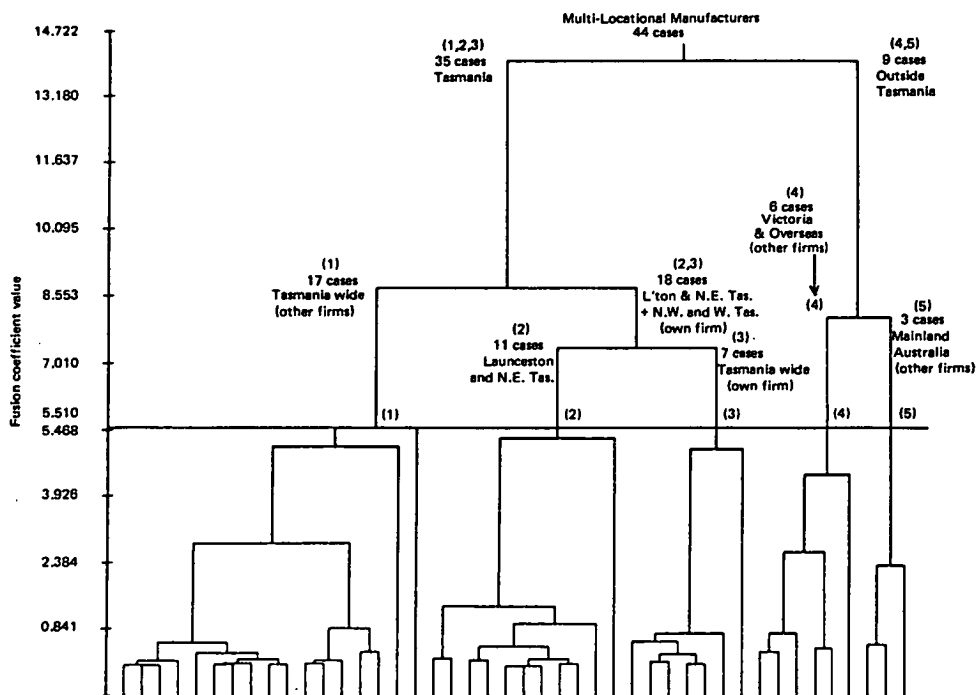 Multi-Locational Manufacturers
44 cases
(1,2,3)
35 cases
Tasmania
(4,5)
9 cases
Outside
Tasmania
(4)
6 cases
Victoria
& Overseas
(other firms)
(1)
17 cases
Tasmania wide
(other firms)
(2,3)
18 cases
L'ton & N.E. Tas.
+ N.W. and W. Tas.
(own firm)
(4)
(5)
3 cases
Mainland
Australia
(other firms)
(2)
11 cases
Launceston
and N.E. Tas.
(3)
7 cases
Tasmania wide
(own firm)
(1)
(2)
(3)
(4)
(5)
Fusion coefficient value
14.722
13.180
11.637
10.095
8.553
7.010
5.510
5.468
3.926
2.384
0.841